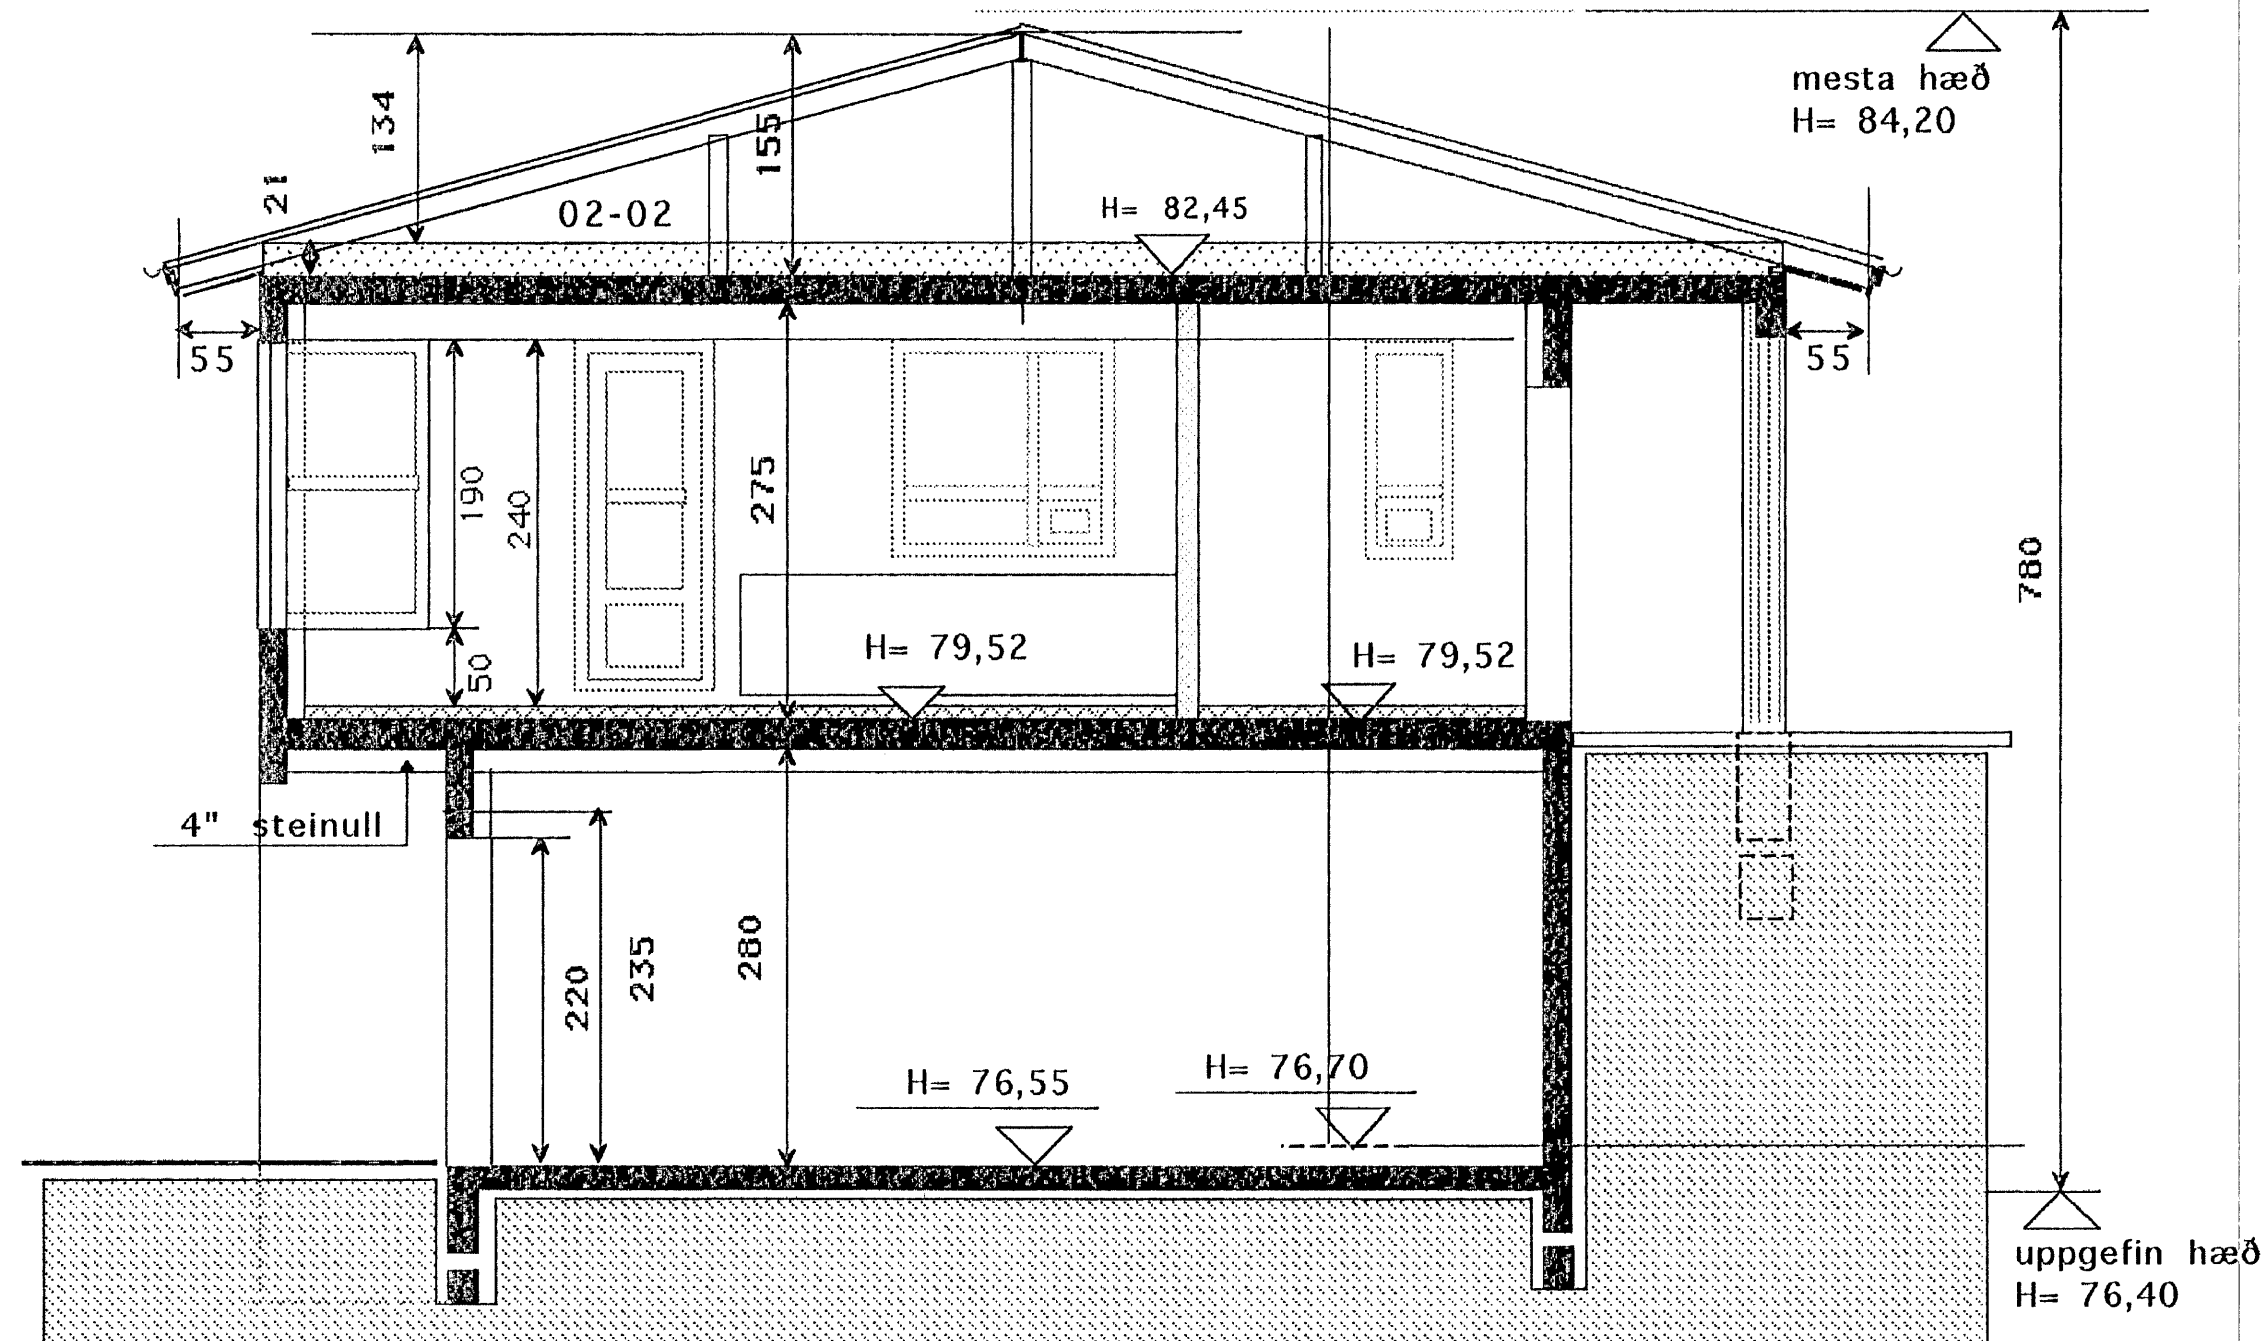 mesta hæð
H= 84,20
134
155
21
02-02
H= 82,45
55
55
190
240
275
780
50
H= 79,52
H= 79,52
4" steinull
220
235
280
H= 76,55
H= 76,70
uppgefin hæð
H= 76,40